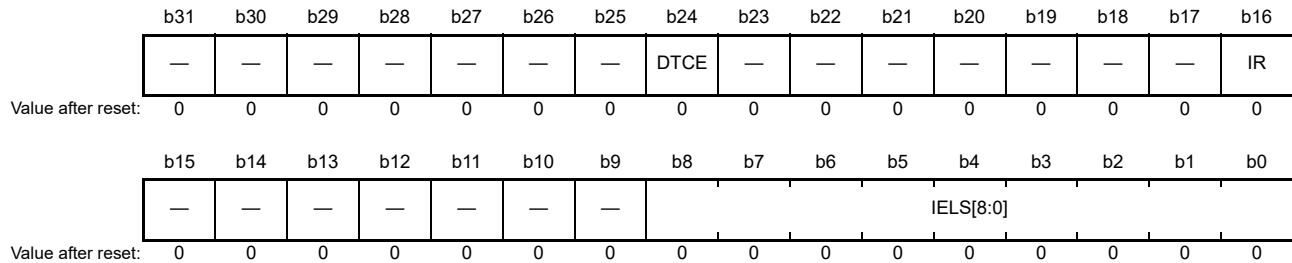 b31 b30 b29 b28 b27 b26 b25 b24 b23 b22 b21 b20 b19 b18 b17 b16
— — — — — — — DTCE — — — — — — — IR
Value after reset: 0 0 0 0 0 0 0 0 0 0 0 0 0 0 0 0
b15 b14 b13 b12 b11 b10 b9 b8 b7 b6 b5 b4 b3 b2 b1 b0
— — — — — — — IELS[8:0]
Value after reset: 0 0 0 0 0 0 0 0 0 0 0 0 0 0 0 0